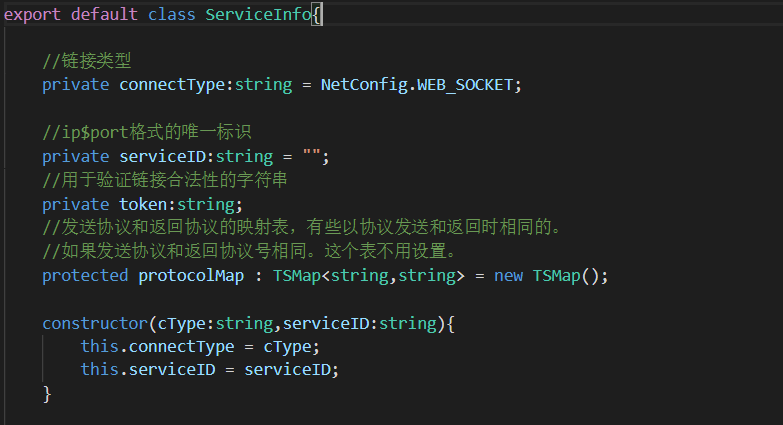 export default class ServiceInfo{
//链接类型
private connectType:string = NetConfig.WEB_SOCKET;
//ip$port格式的唯一标识
private serviceID:string = "";
//用于验证链接合法性的字符串
private token:string;
//发送协议和返回协议的映射表，有些以协议发送和返回时相同的。
//如果发送协议和返回协议号相同。这个表不用设置。
protected protocolMap : TSMap<string,string> = new TSMap();
constructor(cType:string,serviceID:string){
this.connectType = cType;
this.serviceID = serviceID;
}